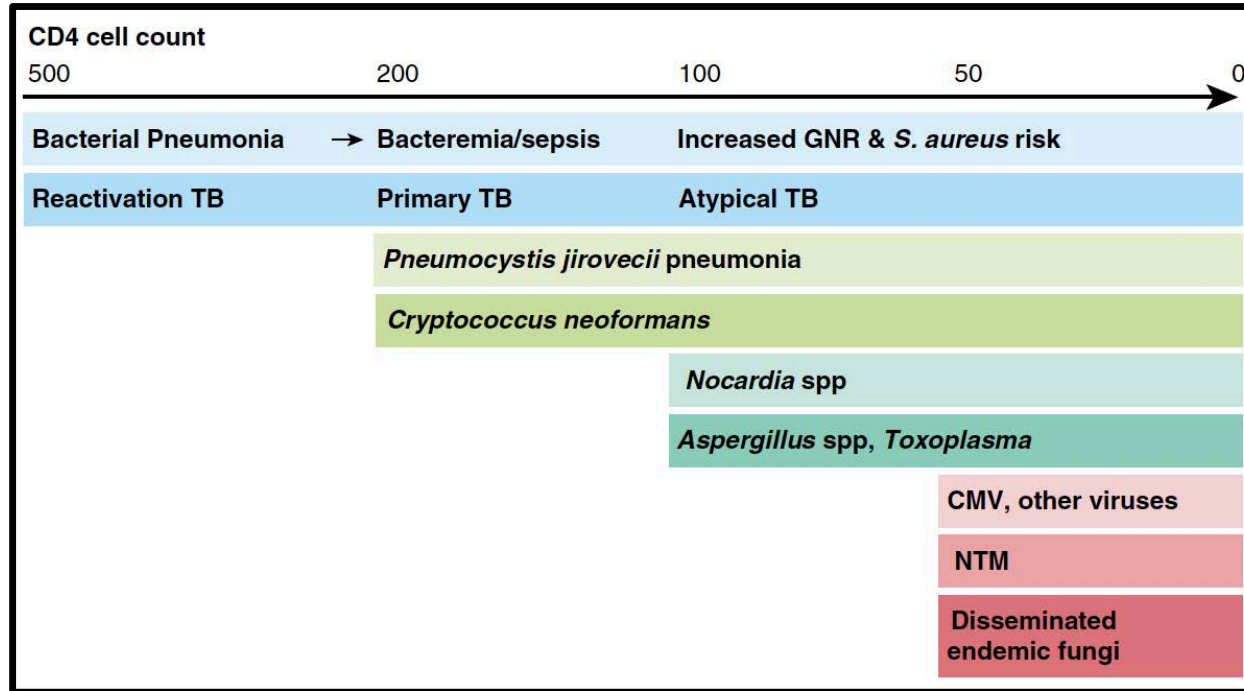 CD4 cell count
500 200 100 50 0
Bacterial Pneumonia → Bacteremia/sepsis Increased GNR & S. aureus risk
Reactivation TB Primary TB Atypical TB
Pneumocystis jirovecii pneumonia
Cryptococcus neoformans
Nocardia spp
Aspergillus spp, Toxoplasma
CMV, other viruses
NTM
Disseminated
endemic fungi